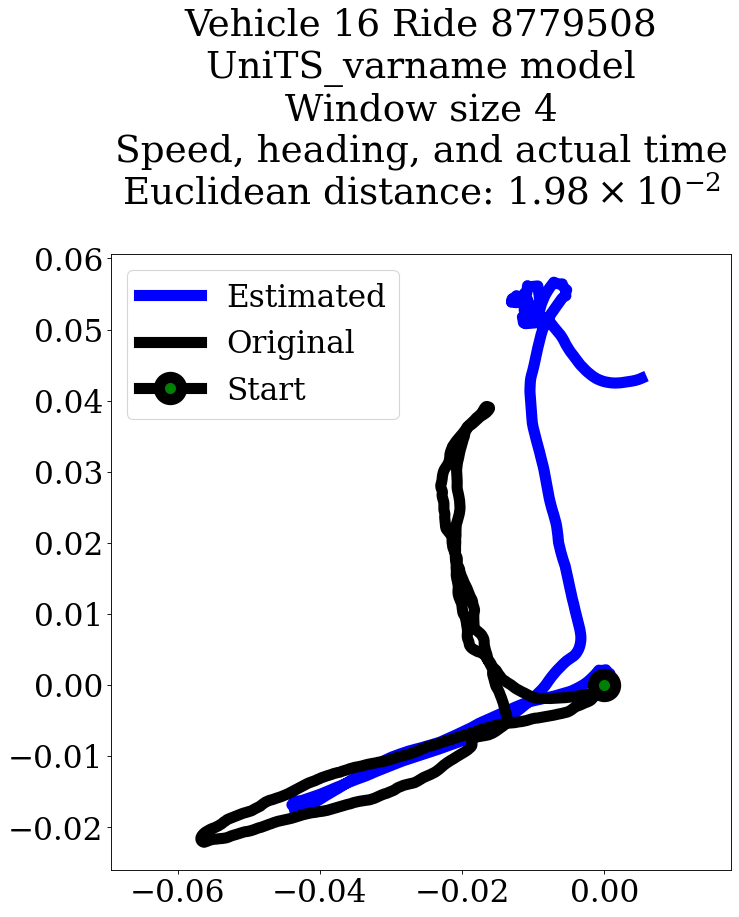 Vehicle 16 Ride 8779508
UniTS_varname model
Window size 4
Speed, heading, and actual time
Euclidean distance: 1.98 × 10⁻²
0.06
0.05
0.04
0.03
0.02
0.01
0.00
−0.01
−0.02
Estimated
Original
Start
−0.06 −0.04 −0.02 0.00